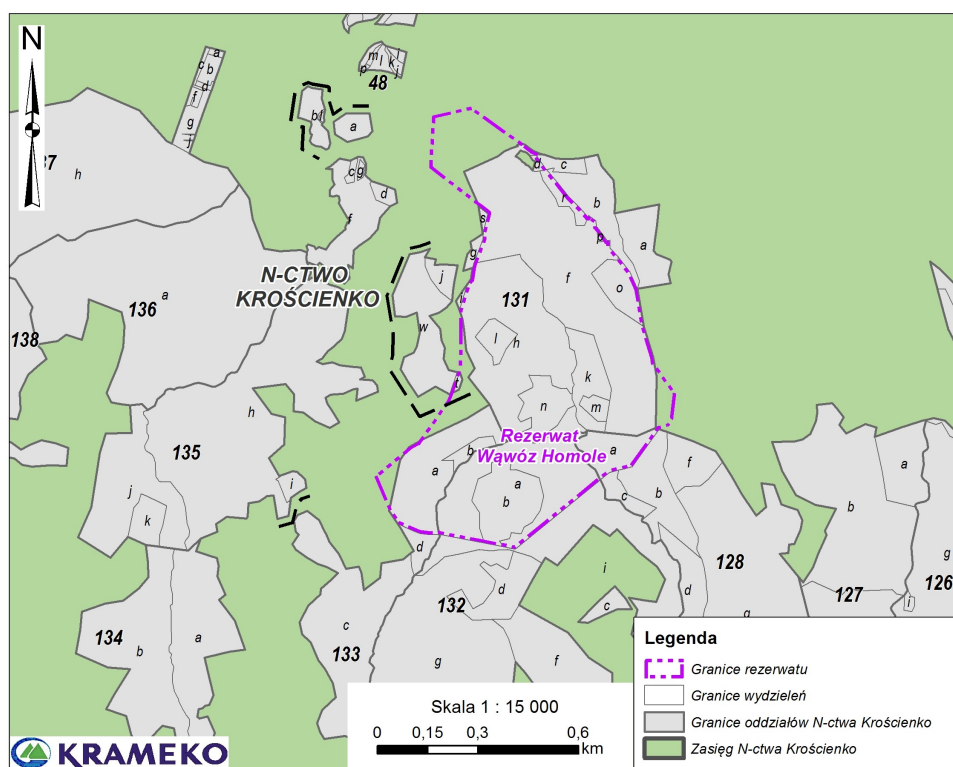 N
a
c
b
d
f
g
j
m
l
i
k
j
p
48
bl
a
37
h
c
g
d
f
d
c
r
b
s
p
a
g
f
o
N-CTWO
KROŚCIENKO
j
a
136
131
i
138
w
l
h
t
k
n
m
h
135
Rezerwat
Wąwóz Homole
b
a
a
a
b
f
a
i
j
k
c
b
b
d
g
i
128
d
132
d
c
127
126
i
134
a
b
c
133
g
f
g
Legenda
Granice rezerwatu
Granice wydzieleń
Granice oddziałów N-ctwa Krościenko
Zasięg N-ctwa Krościenko
Skala 1 : 15 000
0 0,15 0,3 0,6
km
KRAMEKO